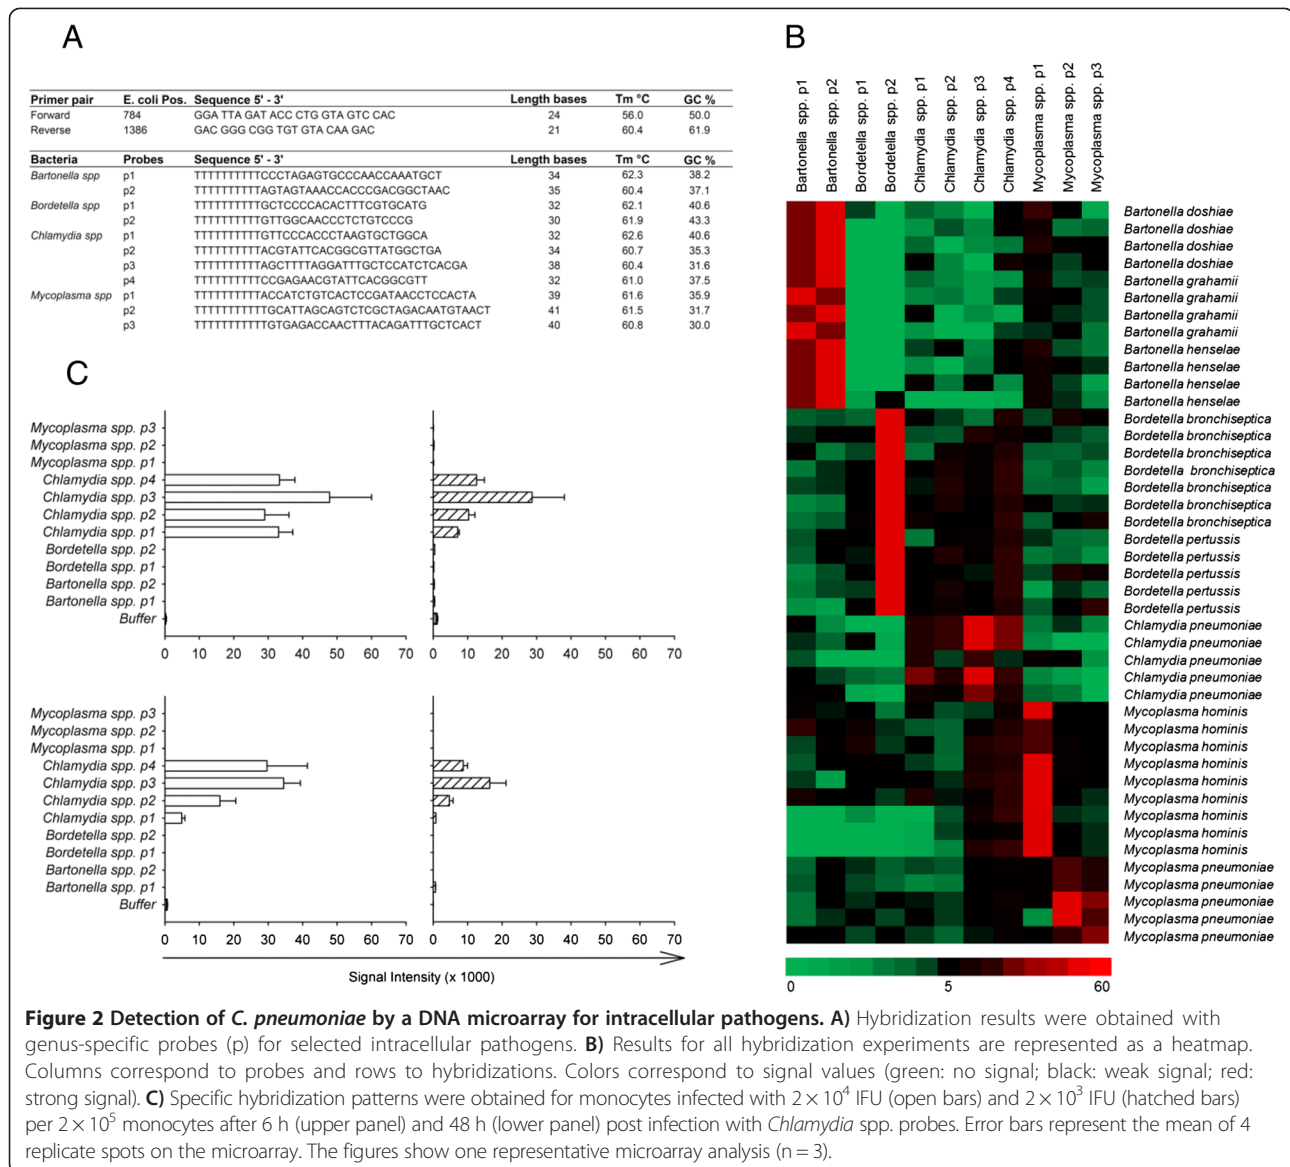 A
Primer pair E. coli Pos. Sequence 5' - 3' Length bases Tm °C GC %
Forward 784 GGA TTA GAT ACC CTG GTA GTC CAC 24 56.0 50.0
Reverse 1386 GAC GGG CGG TGT GTA CAA GAC 21 60.4 61.9
Bacteria Probes Sequence 5' - 3' Length bases Tm °C GC %
Bartonella spp p1 TTTTTTTTTTCCCTAGAGTGCCCAACCAAATGCT 34 62.3 38.2
p2 TTTTTTTTTTAGTAGTAAACCACCCGACGGCTAAC 35 60.4 37.1
Bordetella spp p1 TTTTTTTTTTGCTCCCCACACTTTCGTGCATG 32 62.1 40.6
p2 TTTTTTTTTTGTTGGCAACCCTCTGTCCCG 30 61.9 43.3
Chlamydia spp p1 TTTTTTTTTTGTTCCCACCCTAAGTGCTGGCA 32 62.6 40.6
p2 TTTTTTTTTTACGTATTCACGGCGTTATGGCTGA 34 60.7 35.3
p3 TTTTTTTTTTAGCTTTTAGGATTTGCTCCATCTCACGA 38 60.4 31.6
p4 TTTTTTTTTTCCGAGAACGTATTCACGGCGTT 32 61.0 37.5
Mycoplasma spp p1 TTTTTTTTTTACCATCTGTCACTCCGATAACCTCCACTA 39 61.6 35.9
p2 TTTTTTTTTTTGCATTAGCAGTCTCGCTAGACAATGTAACT 41 61.5 31.7
p3 TTTTTTTTTTTGTGAGACCAACTTTACAGATTTGCTCACT 40 60.8 30.0
B
Bartonella spp. p1
Bartonella spp. p2
Bordetella spp. p1
Bordetella spp. p2
Chlamydia spp. p1
Chlamydia spp. p2
Chlamydia spp. p3
Chlamydia spp. p4
Mycoplasma spp. p1
Mycoplasma spp. p2
Mycoplasma spp. p3
Bartonella doshiae
Bartonella doshiae
Bartonella doshiae
Bartonella doshiae
Bartonella grahamii
Bartonella grahamii
Bartonella grahamii
Bartonella grahamii
Bartonella henselae
Bartonella henselae
Bartonella henselae
Bartonella henselae
Bordetella bronchiseptica
Bordetella bronchiseptica
Bordetella bronchiseptica
Bordetella bronchiseptica
Bordetella bronchiseptica
Bordetella bronchiseptica
Bordetella bronchiseptica
Bordetella pertussis
Bordetella pertussis
Bordetella pertussis
Bordetella pertussis
Bordetella pertussis
Chlamydia pneumoniae
Chlamydia pneumoniae
Chlamydia pneumoniae
Chlamydia pneumoniae
Chlamydia pneumoniae
Mycoplasma hominis
Mycoplasma hominis
Mycoplasma hominis
Mycoplasma hominis
Mycoplasma hominis
Mycoplasma hominis
Mycoplasma hominis
Mycoplasma hominis
Mycoplasma hominis
Mycoplasma pneumoniae
Mycoplasma pneumoniae
Mycoplasma pneumoniae
Mycoplasma pneumoniae
Mycoplasma pneumoniae
0 5 60
C
Mycoplasma spp. p3
Mycoplasma spp. p2
Mycoplasma spp. p1
Chlamydia spp. p4
Chlamydia spp. p3
Chlamydia spp. p2
Chlamydia spp. p1
Bordetella spp. p2
Bordetella spp. p1
Bartonella spp. p2
Bartonella spp. p1
Buffer
0 10 20 30 40 50 60 70 0 10 20 30 40 50 60 70
Mycoplasma spp. p3
Mycoplasma spp. p2
Mycoplasma spp. p1
Chlamydia spp. p4
Chlamydia spp. p3
Chlamydia spp. p2
Chlamydia spp. p1
Bordetella spp. p2
Bordetella spp. p1
Bartonella spp. p2
Bartonella spp. p1
Buffer
0 10 20 30 40 50 60 70 0 10 20 30 40 50 60 70
Signal Intensity (x 1000)
Figure 2 Detection of C. pneumoniae by a DNA microarray for intracellular pathogens. A) Hybridization results were obtained with
genus-specific probes (p) for selected intracellular pathogens. B) Results for all hybridization experiments are represented as a heatmap.
Columns correspond to probes and rows to hybridizations. Colors correspond to signal values (green: no signal; black: weak signal; red:
strong signal). C) Specific hybridization patterns were obtained for monocytes infected with 2 × 10⁴ IFU (open bars) and 2 × 10³ IFU (hatched bars)
per 2 × 10⁵ monocytes after 6 h (upper panel) and 48 h (lower panel) post infection with Chlamydia spp. probes. Error bars represent the mean of 4
replicate spots on the microarray. The figures show one representative microarray analysis (n = 3).